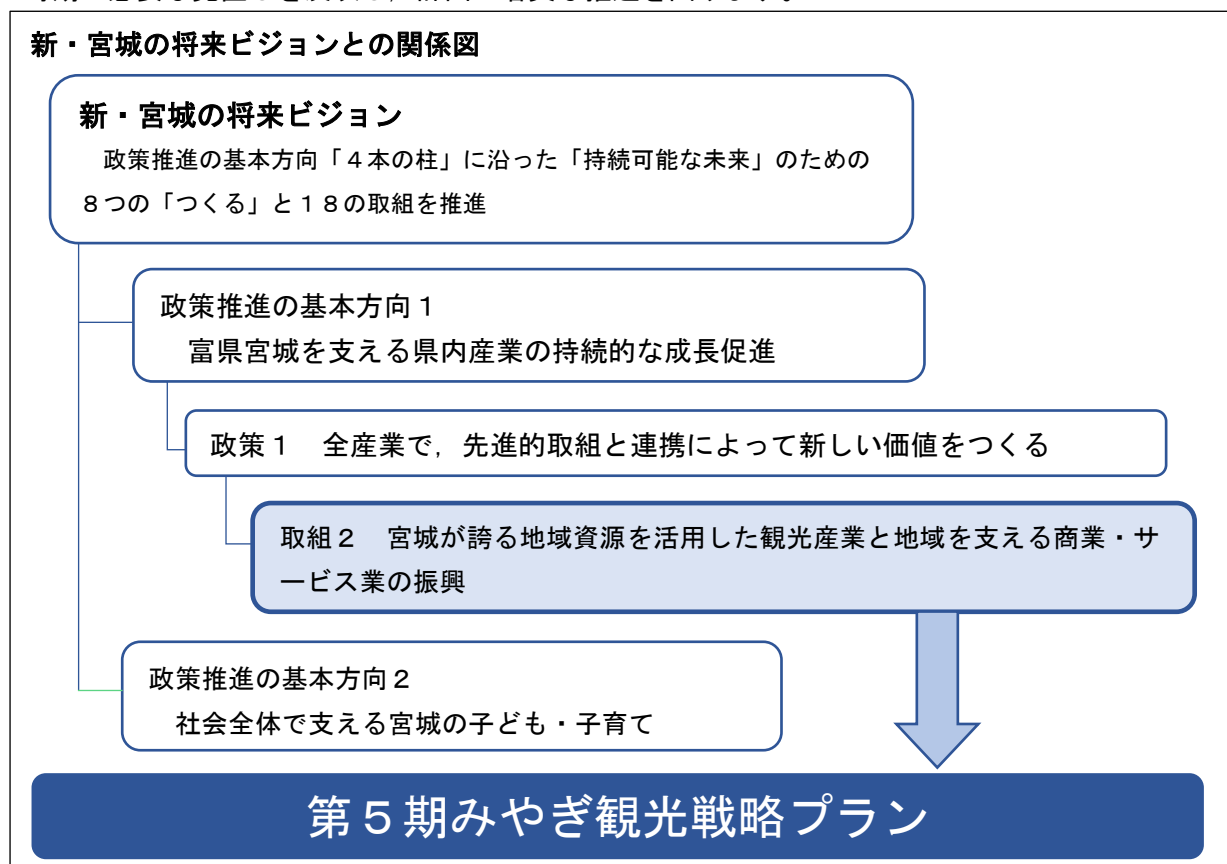 新・宮城の将来ビジョンとの関係図
新・宮城の将来ビジョン
政策推進の基本方向「４本の柱」に沿った「持続可能な未来」のための
８つの「つくる」と１８の取組を推進
政策推進の基本方向１
富県宮城を支える県内産業の持続的な成長促進
政策１　全産業で，先進的取組と連携によって新しい価値をつくる
取組２　宮城が誇る地域資源を活用した観光産業と地域を支える商業・サ
ービス業の振興
政策推進の基本方向２
社会全体で支える宮城の子ども・子育て
第５期みやぎ観光戦略プラン